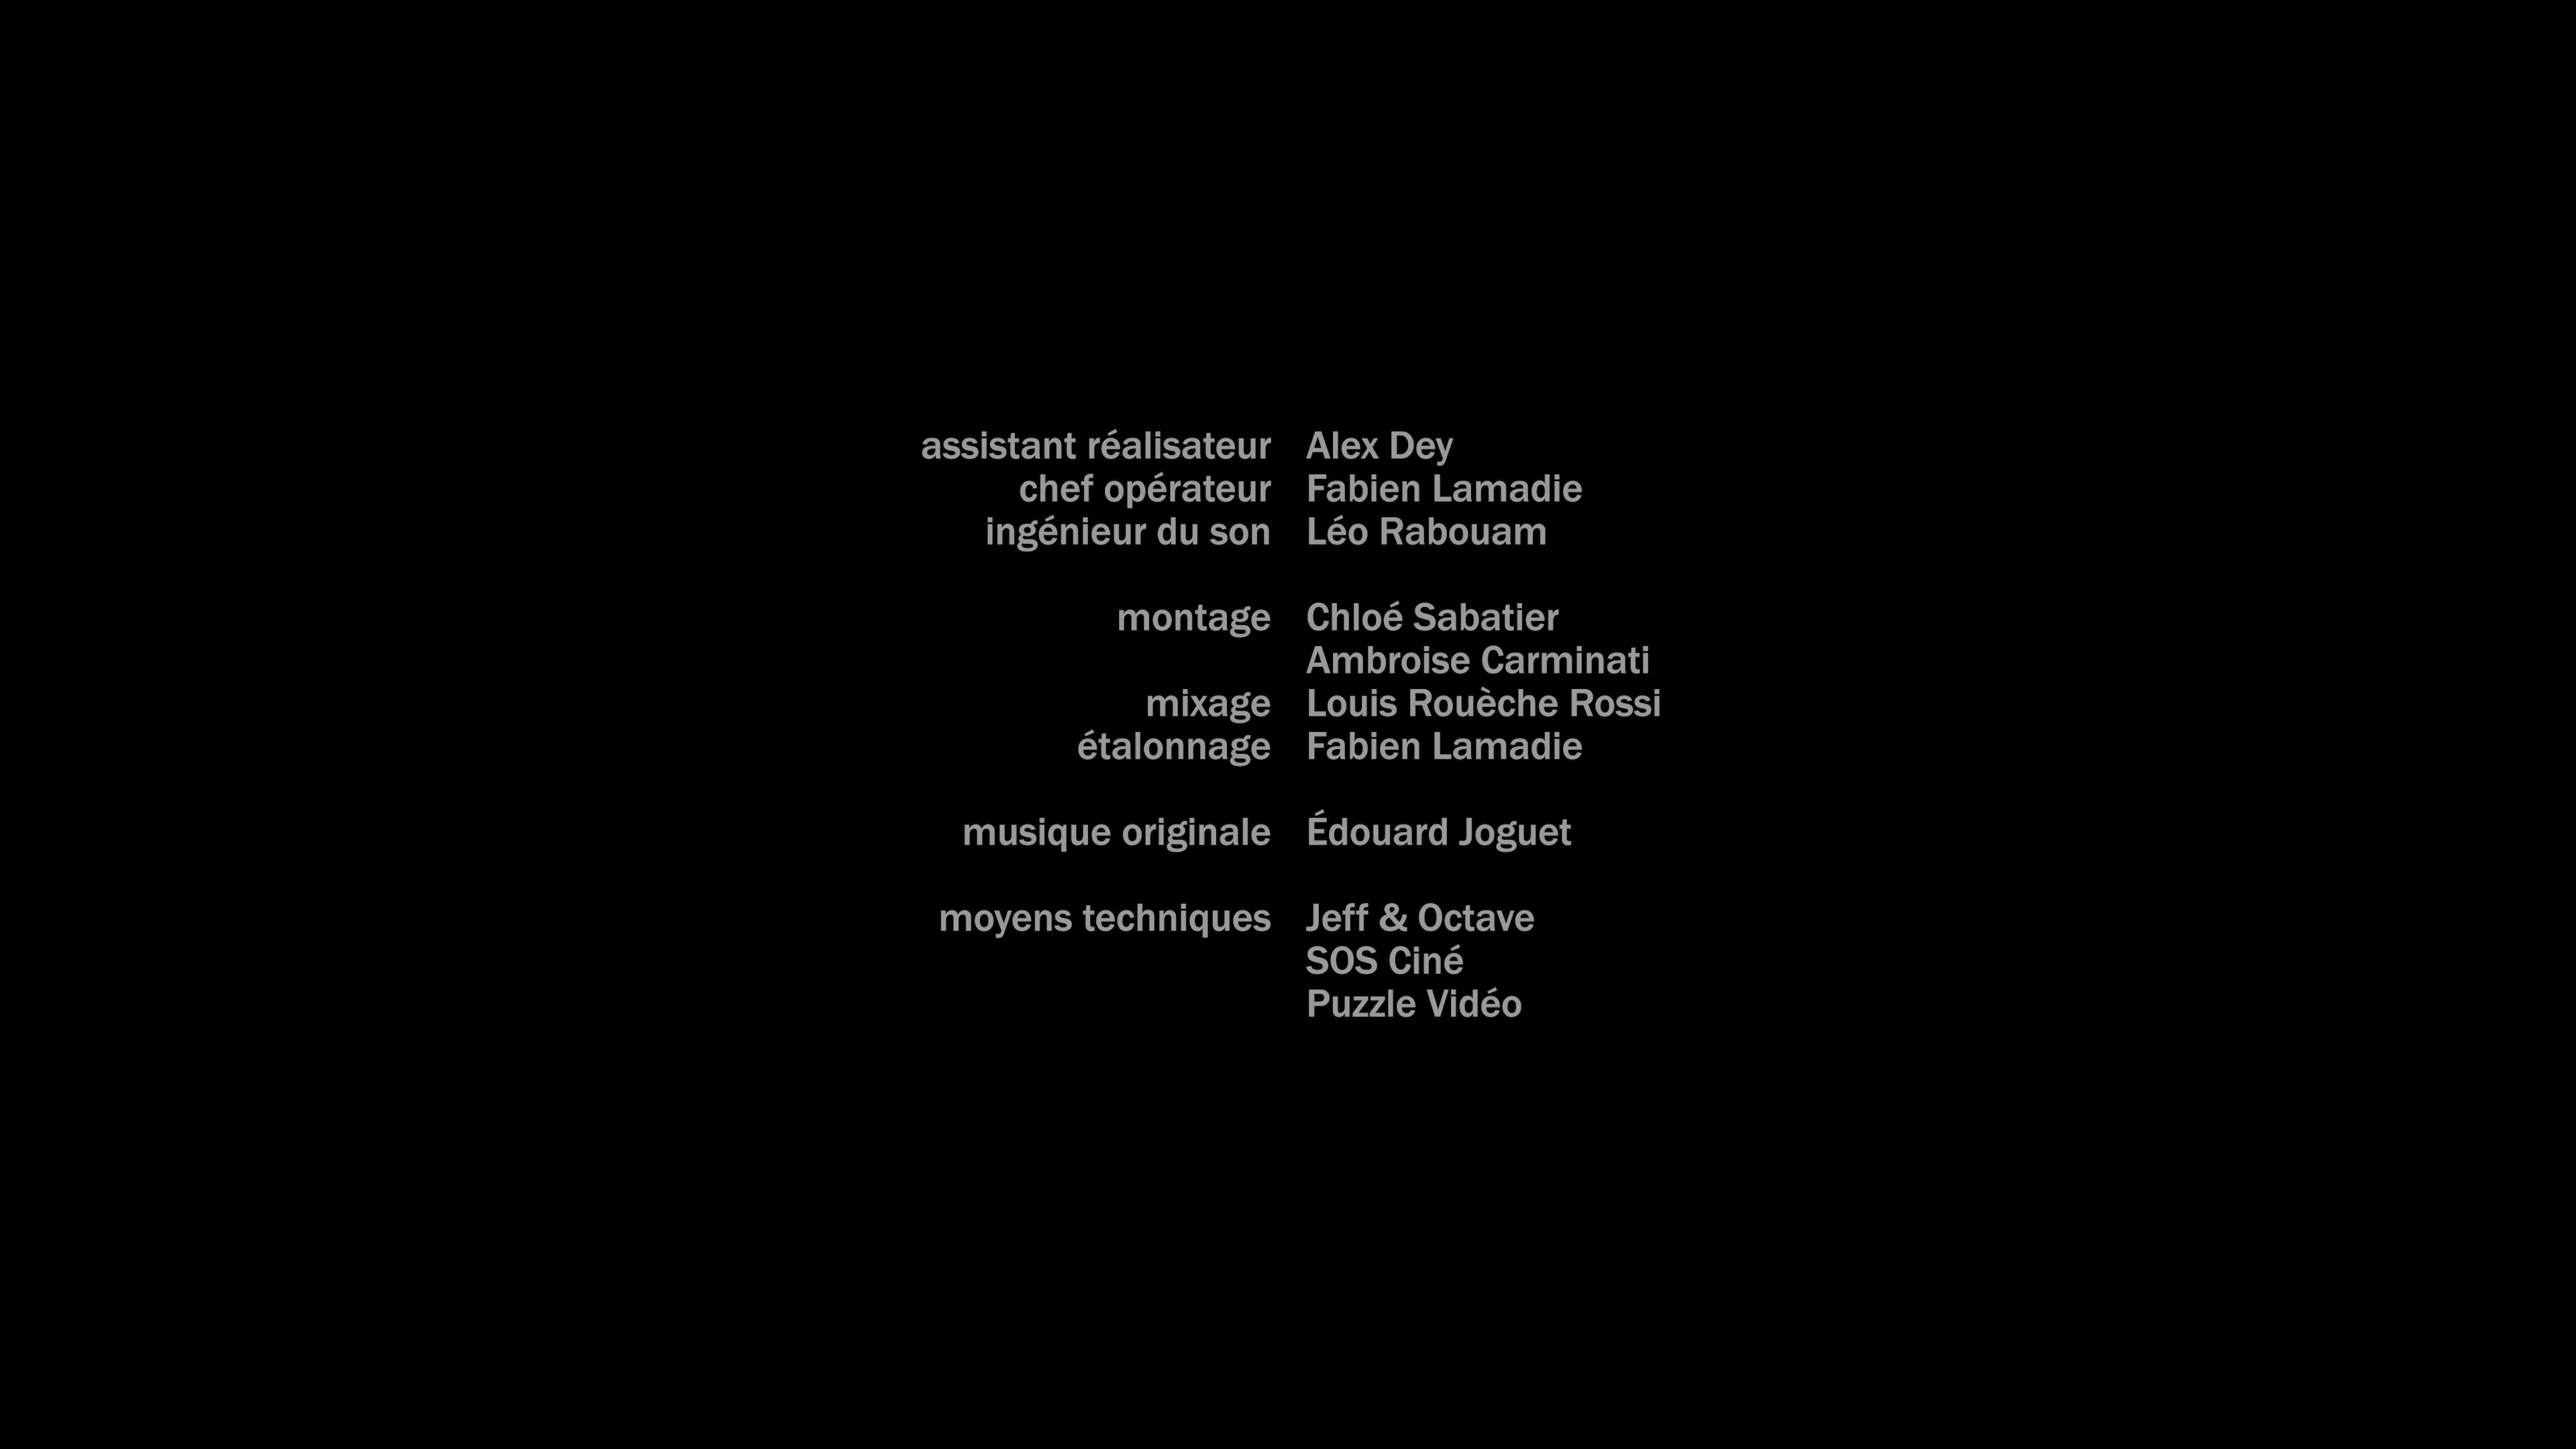 assistant réalisateur Alex Dey
chef opérateur Fabien Lamadie
ingénieur du son Léo Rabouam
montage Chloé Sabatier
Ambroise Carminati
mixage Louis Rouèche Rossi
étalonnage Fabien Lamadie
musique originale Édouard Joguet
moyens techniques Jeff & Octave
SOS Ciné
Puzzle Vidéo